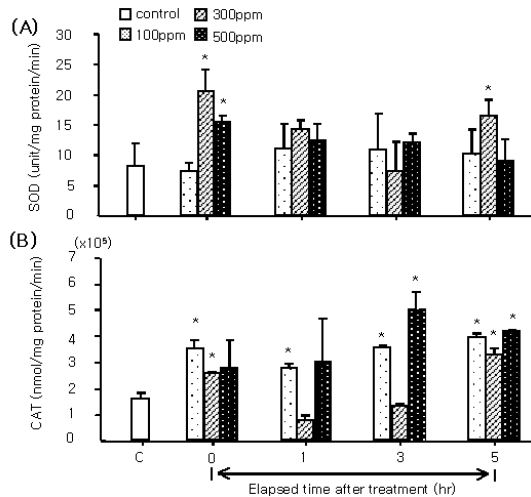 (A)
control
300ppm
100ppm
500ppm
SOD (unit/mg protein/min)
30
25
20
15
10
5
0
*
*
*
(B)
(x10⁵)
CAT (nmol/mg protein/min)
7
6
5
4
3
2
1
0
*
*
*
*
*
*
*
*
C
0
1
3
5
Elapsed time after treatment (hr)